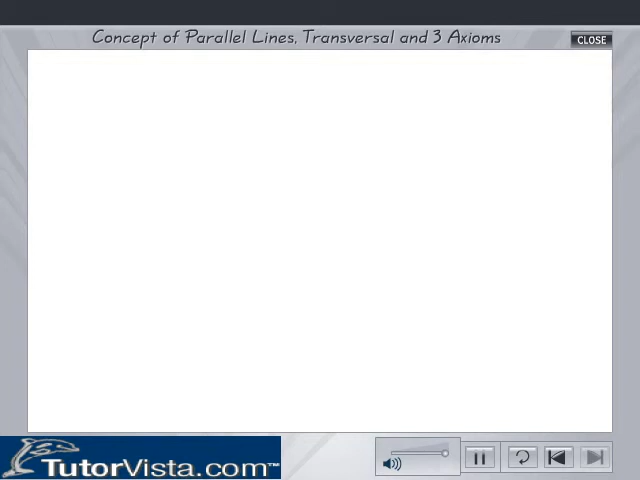 Concept of Parallel Lines, Transversal and 3 Axioms
CLOSE
TutorVista.com™